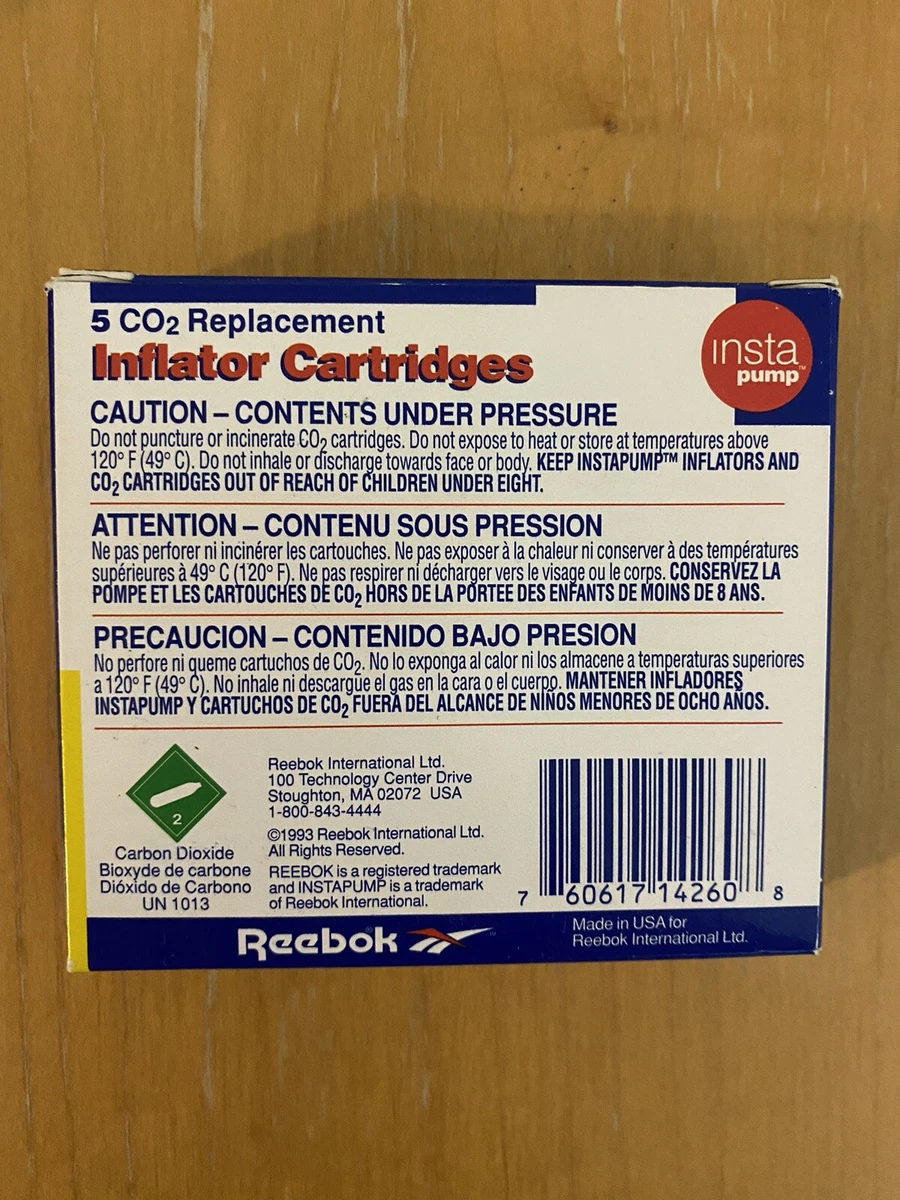 5 CO2 Replacement
Inflator Cartridges
insta
pump™
CAUTION – CONTENTS UNDER PRESSURE
Do not puncture or incinerate CO2 cartridges. Do not expose to heat or store at temperatures above
120° F (49° C). Do not inhale or discharge towards face or body. KEEP INSTAPUMP™ INFLATORS AND
CO2 CARTRIDGES OUT OF REACH OF CHILDREN UNDER EIGHT.
ATTENTION – CONTENU SOUS PRESSION
Ne pas perforer ni incinérer les cartouches. Ne pas exposer à la chaleur ni conserver à des températures
supérieures à 49° C (120° F). Ne pas respirer ni décharger vers le visage ou le corps. CONSERVEZ LA
POMPE ET LES CARTOUCHES DE CO2 HORS DE LA PORTEE DES ENFANTS DE MOINS DE 8 ANS.
PRECAUCION – CONTENIDO BAJO PRESION
No perfore ni queme cartuchos de CO2. No lo exponga al calor ni los almacene a temperaturas superiores
a 120° F (49° C). No inhale ni descargue el gas en la cara o el cuerpo. MANTENER INFLADORES
INSTAPUMP Y CARTUCHOS DE CO2 FUERA DEL ALCANCE DE NIÑOS MENORES DE OCHO AÑOS.
2
Carbon Dioxide
Bioxyde de carbone
Dióxido de Carbono
UN 1013
Reebok International Ltd.
100 Technology Center Drive
Stoughton, MA 02072 USA
1-800-843-4444
©1993 Reebok International Ltd.
All Rights Reserved.
REEBOK is a registered trademark
and INSTAPUMP is a trademark
of Reebok International.
7 60617 14260 8
Reebok™
Made in USA for
Reebok International Ltd.